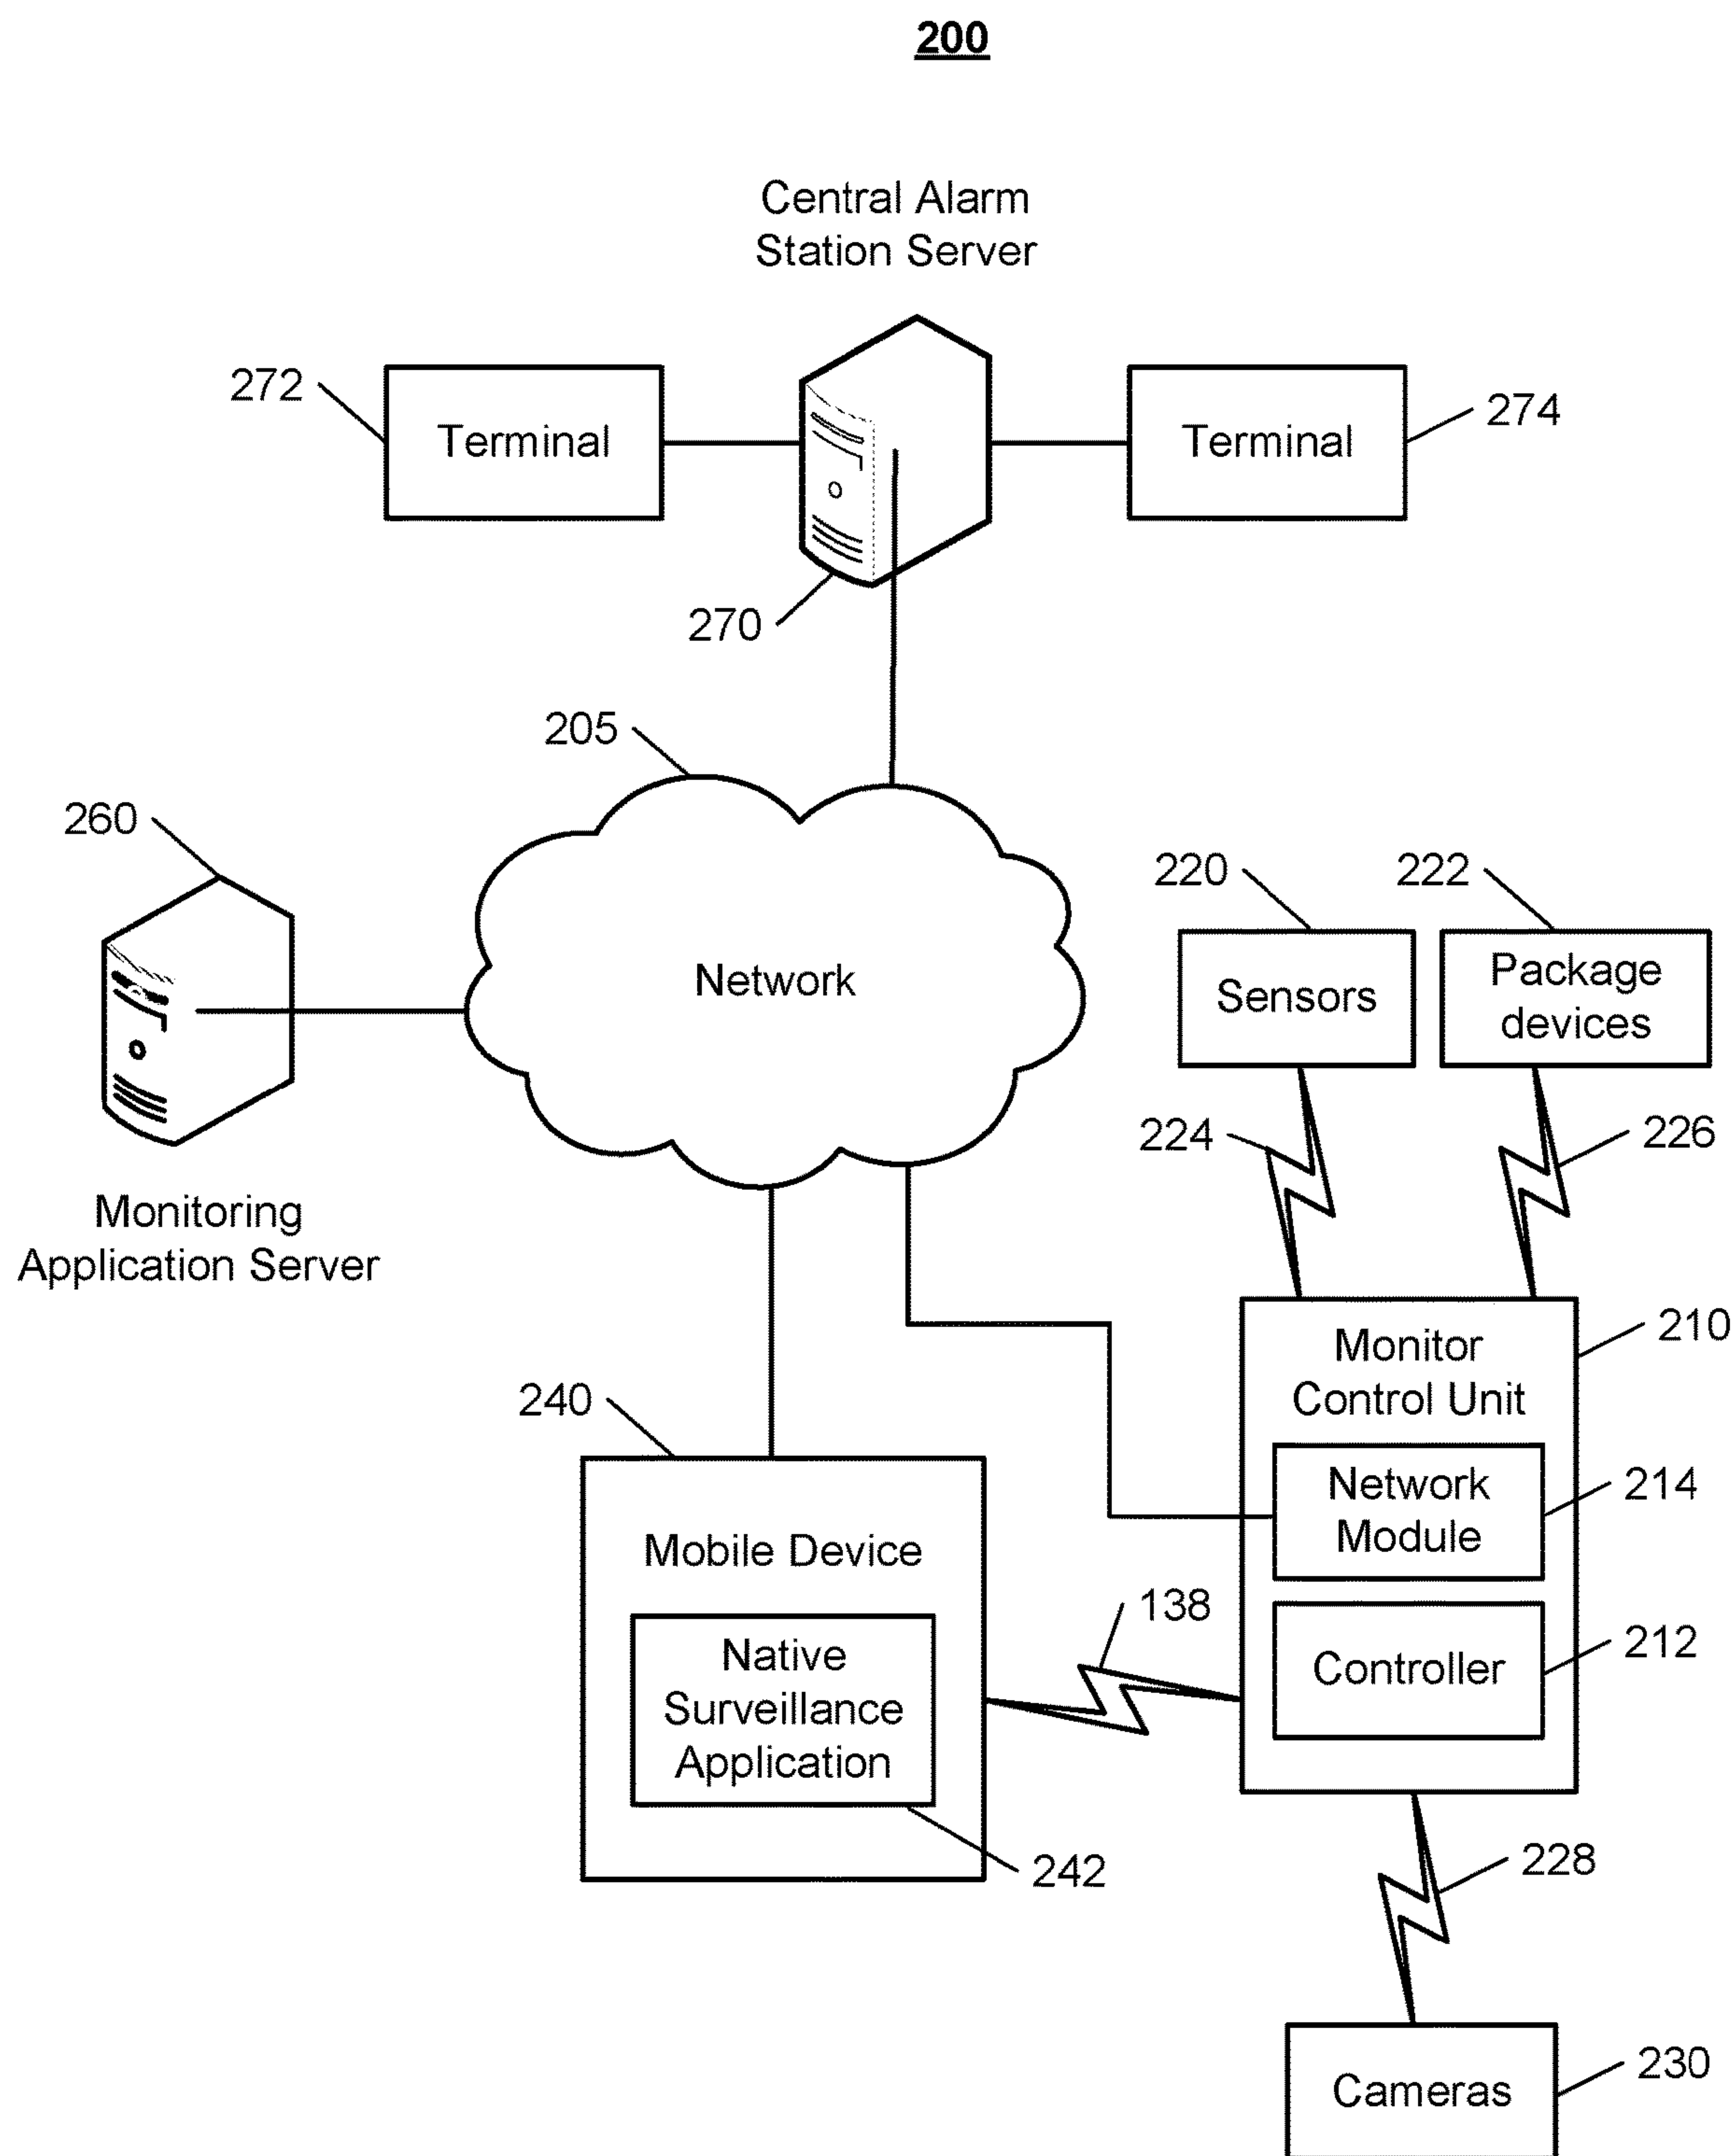 200
Central Alarm
Station Server
272
Terminal
Terminal
274
270
205
260
Network
220
222
Sensors
Package
devices
224
226
Monitoring
Application Server
210
Monitor
Control Unit
240
Network
Module
214
Mobile Device
138
Controller
212
Native
Surveillance
Application
242
228
Cameras
230